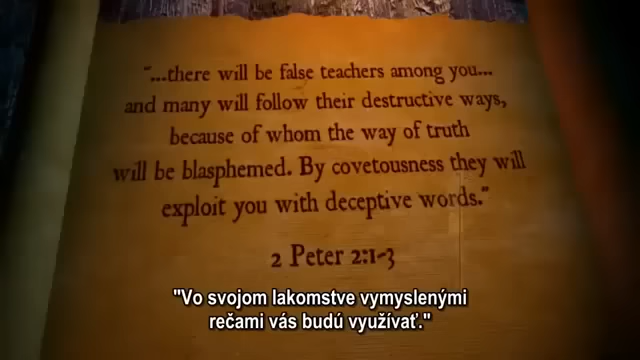 "...there will be false teachers among you...
and many will follow their destructive ways,
because of whom the way of truth
will be blasphemed. By covetousness they will
exploit you with deceptive words."
2 Peter 2:1-3
"Vo svojom lakomstve vymyslenými
rečami vás budú využívať."